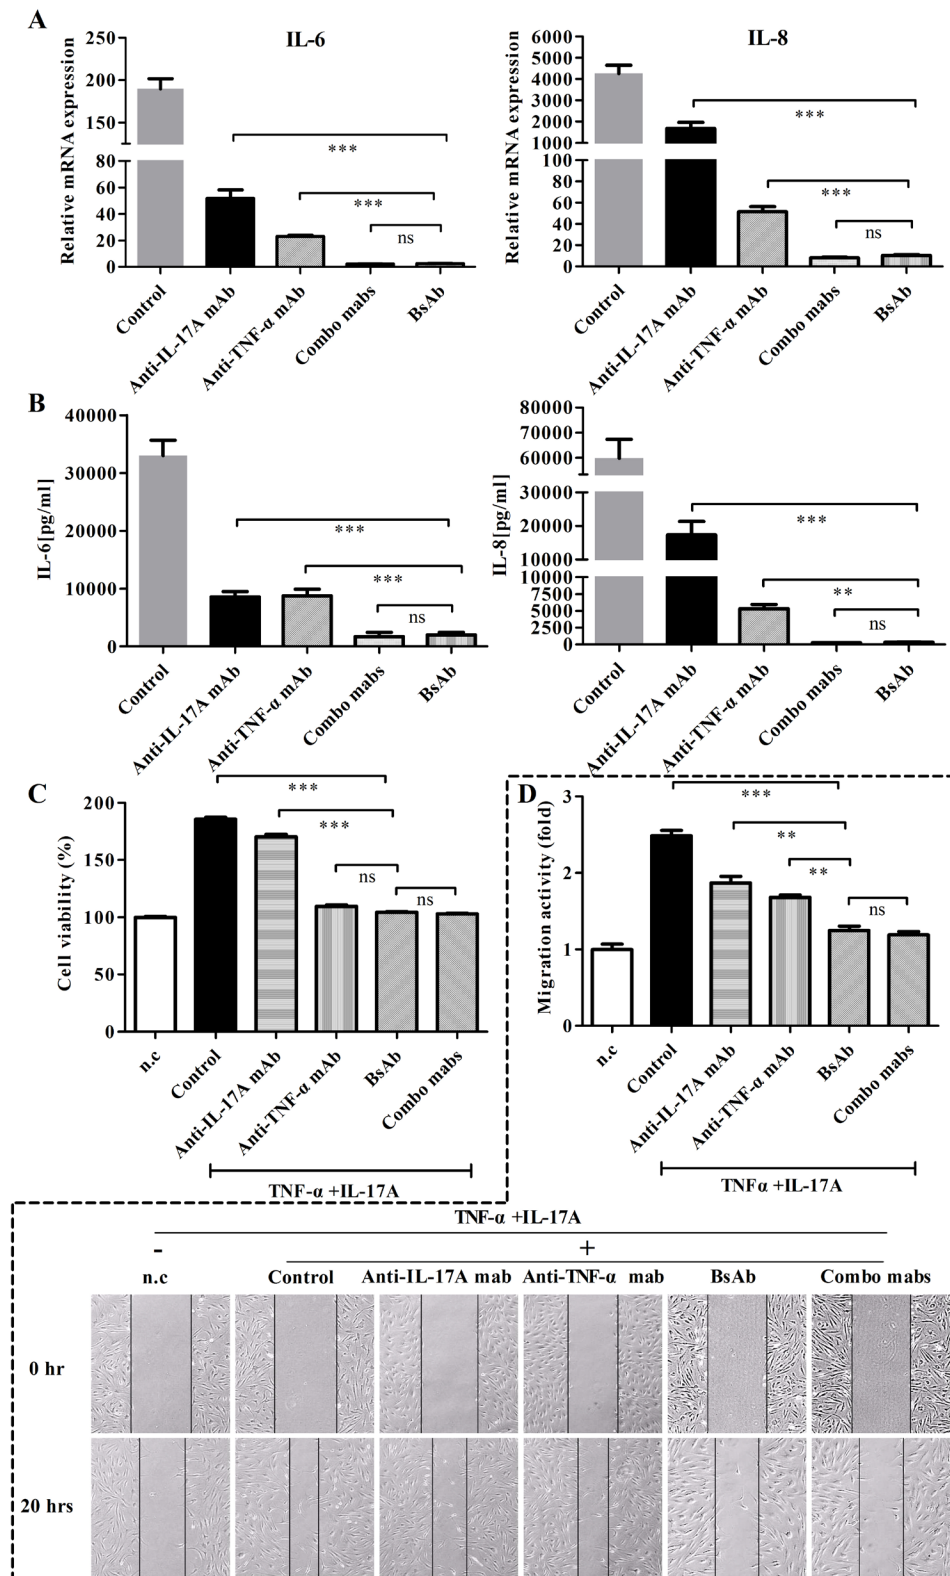 A
IL-6
Relative mRNA expression
250
200
150
80
60
40
20
0
***
***
ns
Control
Anti-IL-17A mAb
Anti-TNF-α mAb
Combo mabs
BsAb
IL-8
Relative mRNA expression
6000
5000
4000
3000
2000
1000
100
80
60
40
20
0
***
***
ns
Control
Anti-IL-17A mAb
Anti-TNF-α mAb
Combo mabs
BsAb
B
IL-6[pg/ml]
40000
30000
20000
10000
0
***
***
ns
Control
Anti-IL-17A mAb
Anti-TNF-α mAb
Combo mabs
BsAb
IL-8[pg/ml]
80000
70000
60000
30000
20000
10000
10000
7500
5000
2500
0
***
**
ns
Control
Anti-IL-17A mAb
Anti-TNF-α mAb
Combo mabs
BsAb
C
Cell viability (%)
200
150
100
50
0
***
***
ns
ns
n.c
Control
Anti-IL-17A mAb
Anti-TNF-α mAb
BsAb
Combo mabs
TNF-α +IL-17A
D
Migration activity (fold)
3
2
1
0
***
**
**
ns
n.c
Control
Anti-IL-17A mAb
Anti-TNF-α mAb
BsAb
Combo mabs
TNFα +IL-17A
TNF-α +IL-17A
- +
n.c Control Anti-IL-17A mab Anti-TNF-α mab BsAb Combo mabs
0 hr
20 hrs